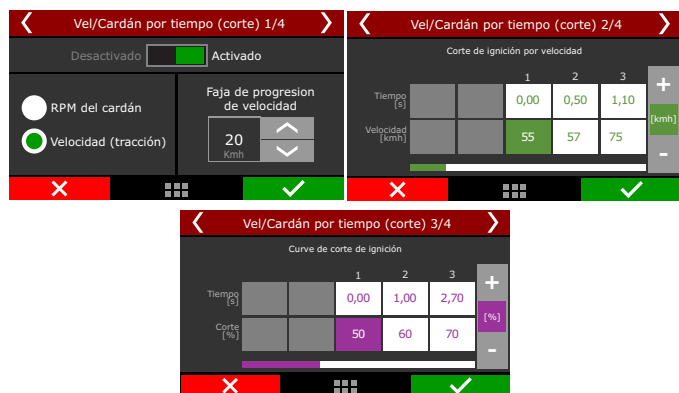 Vel/Cardán por tiempo (corte) 1/4
Desactivado Activado
RPM del cardán
Velocidad (tracción)
Faja de progresion
de velocidad
20
Kmh
Vel/Cardán por tiempo (corte) 2/4
Corte de ignición por velocidad
1 2 3
Tiempo
[s]
0,00 0,50 1,10
Velocidad
[kmh]
55 57 75
+
[kmh]
-
Vel/Cardán por tiempo (corte) 3/4
Curve de corte de ignición
1 2 3
Tiempo
[s]
0,00 1,00 2,70
Corte
[%]
50 60 70
+
[%]
-